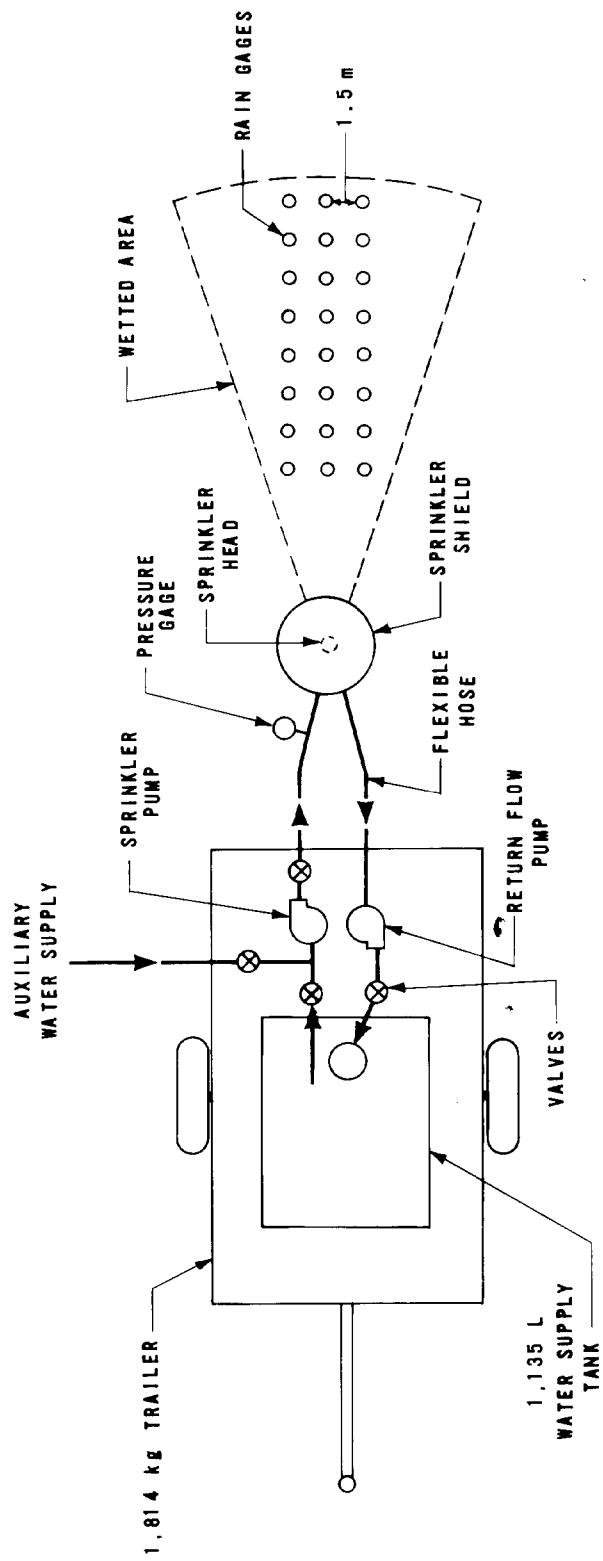 AUXILIARY
WATER SUPPLY
1,814 kg TRAILER
SPRINKLER
PUMP
PRESSURE
GAGE
SPRINKLER
HEAD
WETTED AREA
RAIN GAGES
1.5 m
1,135 L
WATER SUPPLY
TANK
VALVES
RETURN FLOW
PUMP
FLEXIBLE
HOSE
SPRINKLER
SHIELD